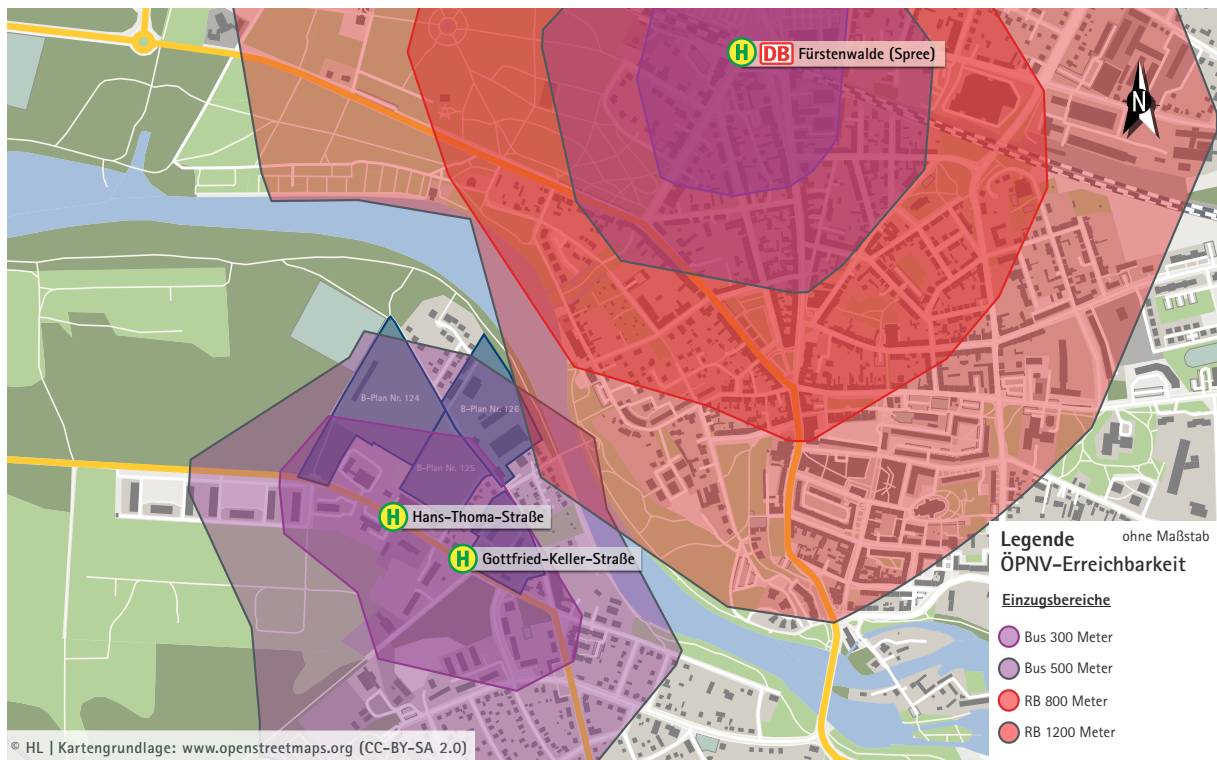 H DB Fürstenwalde (Spree)
N
B-Plan Nr. 124
B-Plan Nr. 126
B-Plan Nr. 125
H Hans-Thoma-Straße
H Gottfried-Keller-Straße
Legende ohne Maßstab
ÖPNV-Erreichbarkeit
Einzugsbereiche
Bus 300 Meter
Bus 500 Meter
RB 800 Meter
RB 1200 Meter
© HL | Kartengrundlage: www.openstreetmaps.org (CC-BY-SA 2.0)